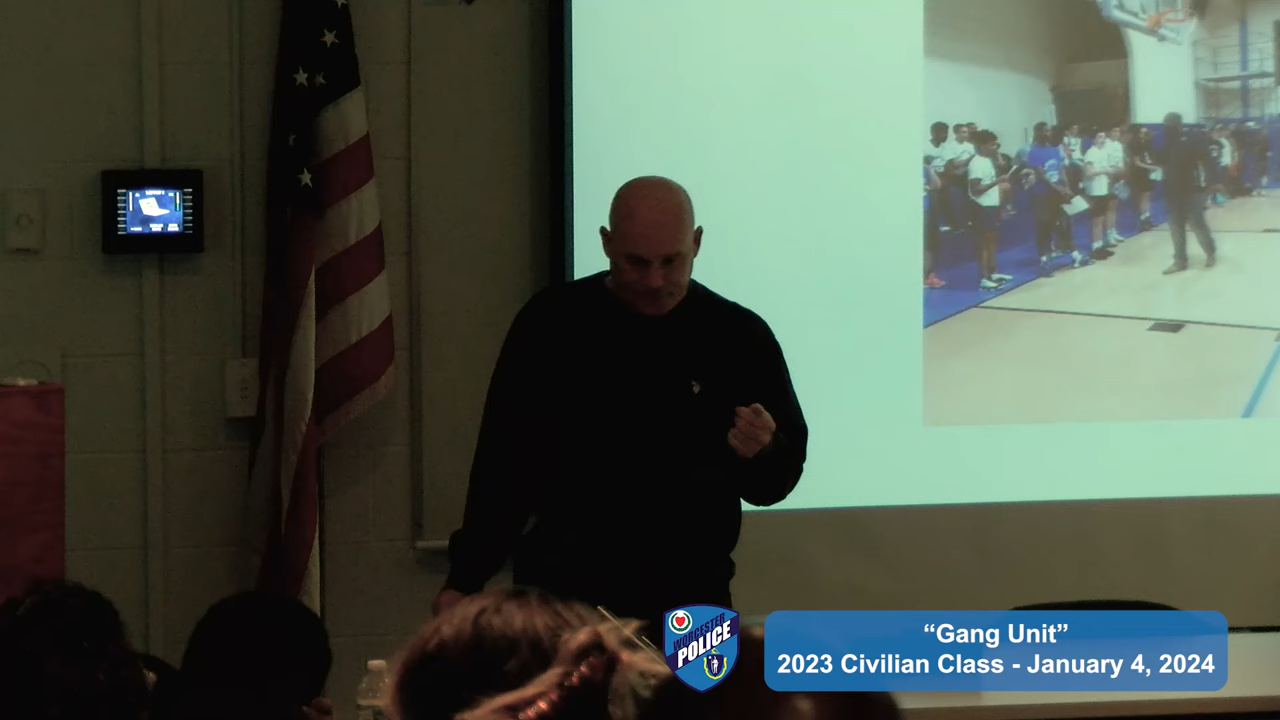 WORCESTER
POLICE
“Gang Unit”
2023 Civilian Class - January 4, 2024